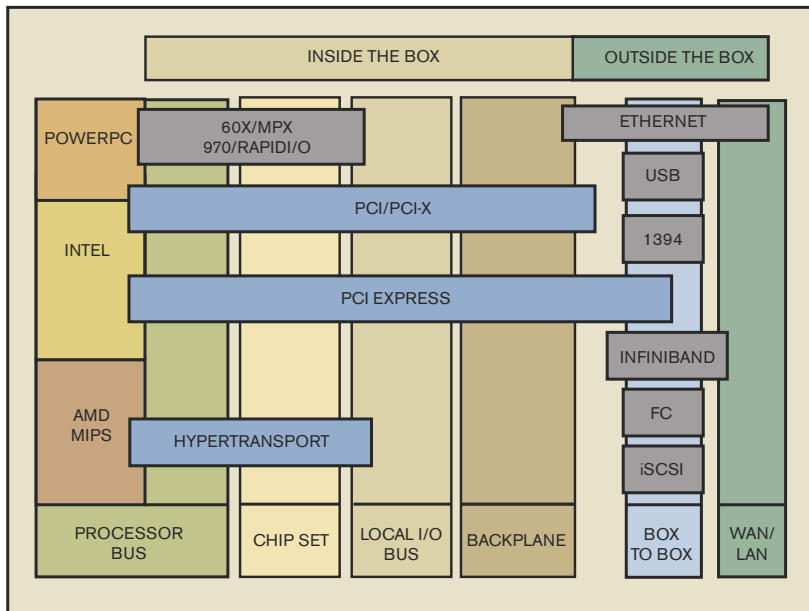 INSIDE THE BOX
OUTSIDE THE BOX
POWERPC
60X/MPX
970/RAPIDI/O
ETHERNET
USB
PCI/PCI-X
INTEL
1394
PCI EXPRESS
INFINIBAND
AMD
MIPS
FC
HYPERTRANSPORT
iSCSI
PROCESSOR
BUS
CHIP SET
LOCAL I/O
BUS
BACKPLANE
BOX
TO BOX
WAN/
LAN